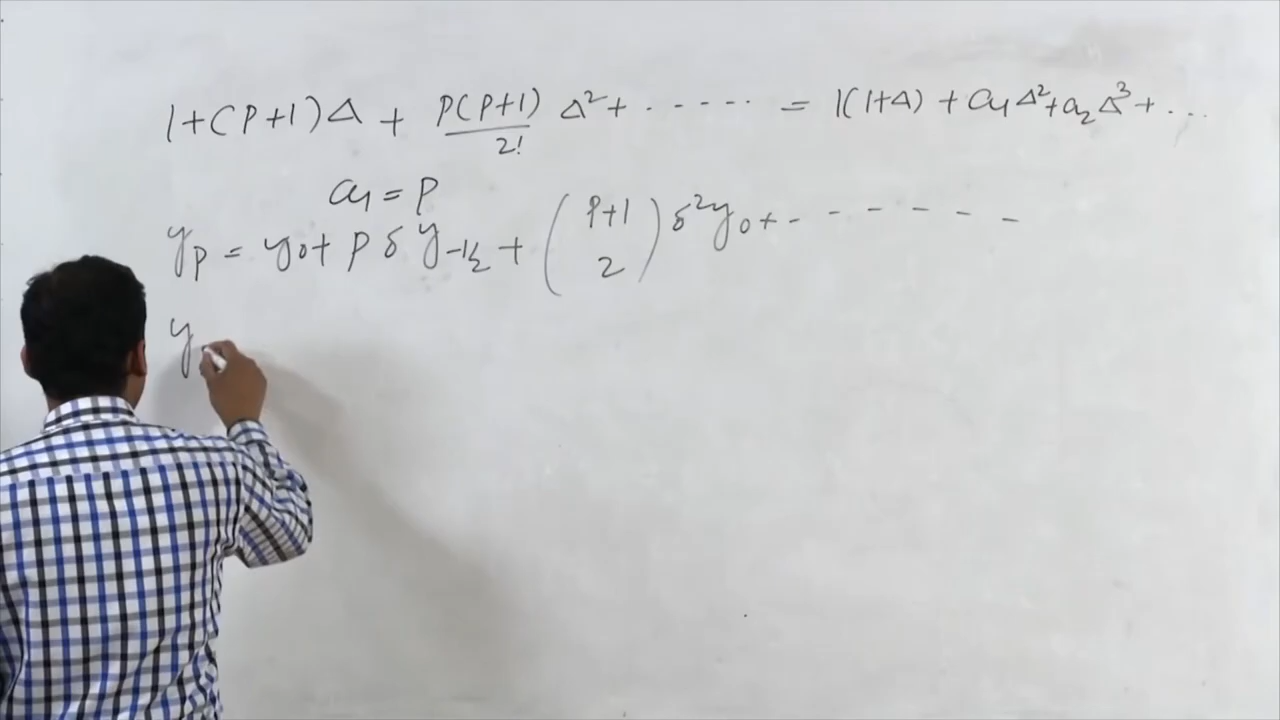 1+(P+1)Δ + P(P+1)/2! Δ²+ ..... = 1(1+Δ) + a₁Δ²+a₂Δ³+...
a₁ = P
yₚ = y₀+ P δ y₋₁/₂ + (P+1 2) δ²y₀+ - - - - - -
y